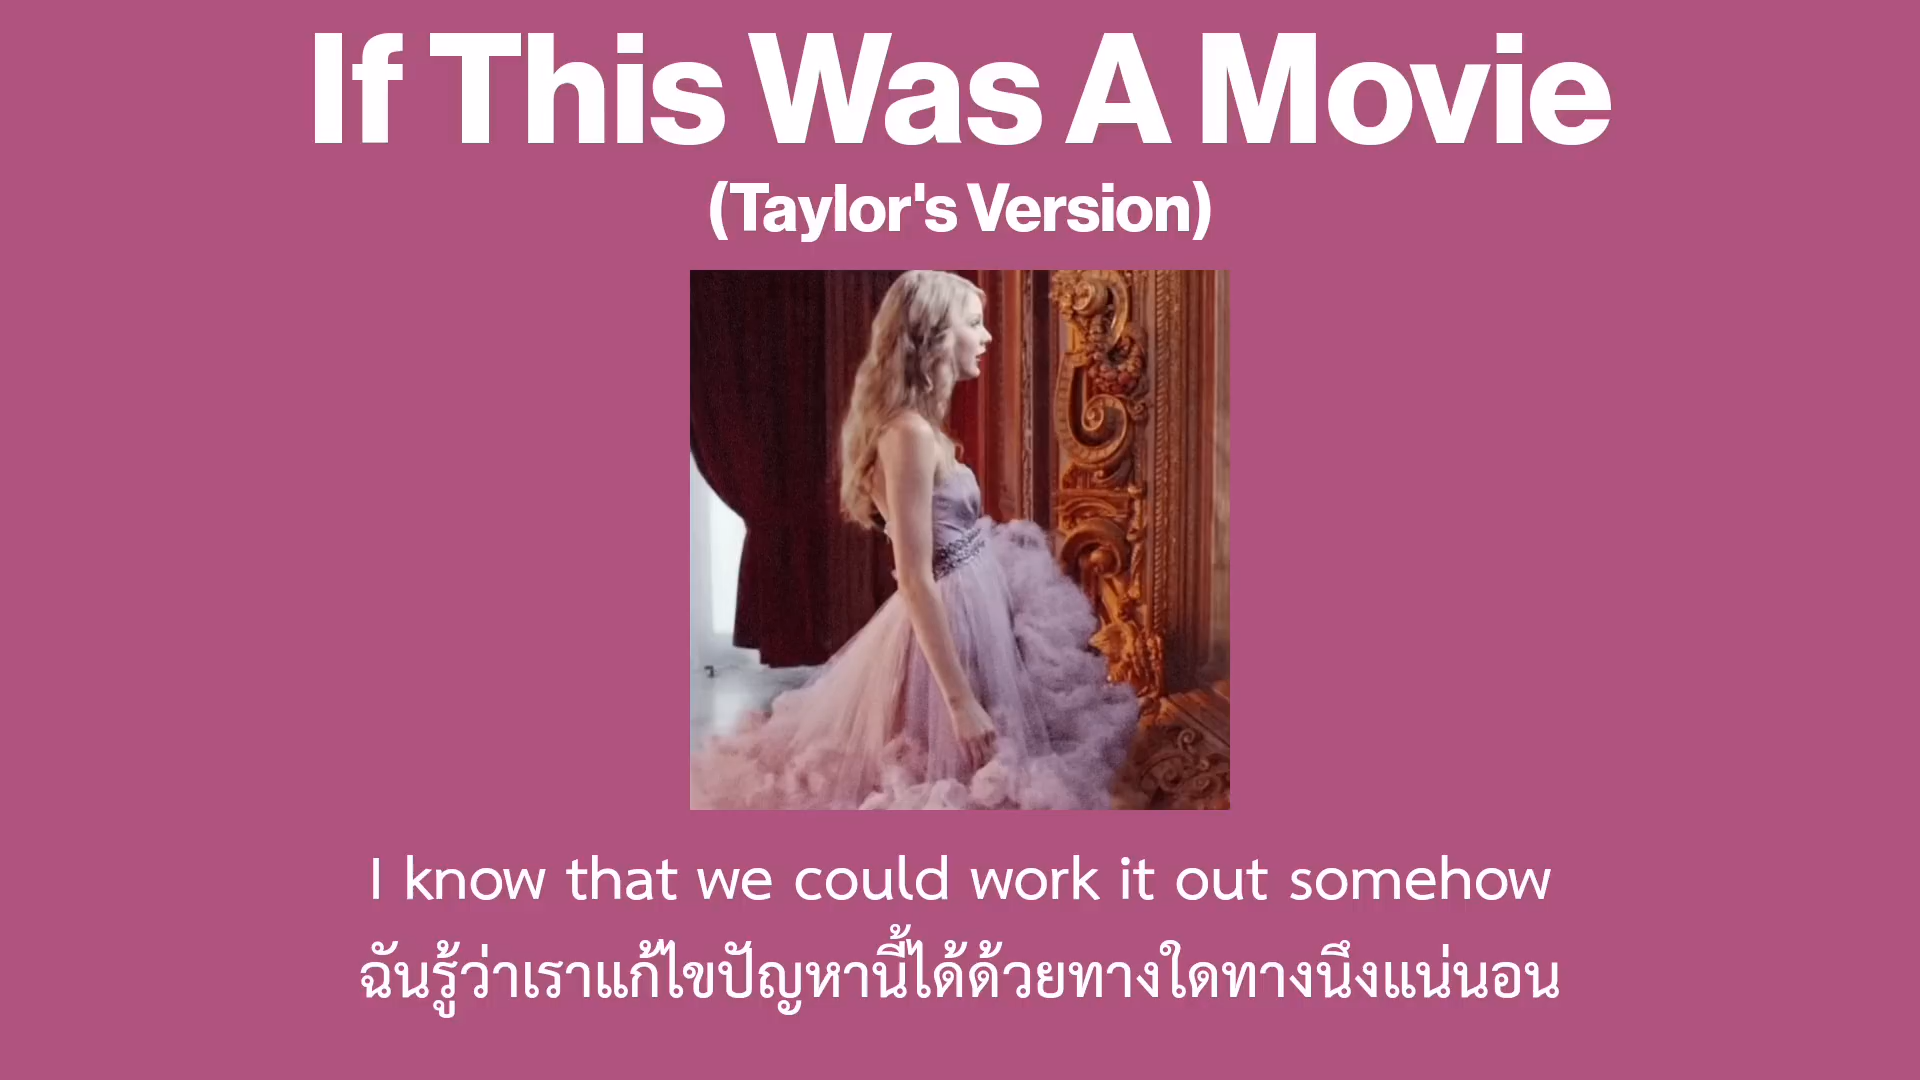 If This Was A Movie
(Taylor's Version)
I know that we could work it out somehow
ฉันรู้ว่าเราแก้ไขปัญหานี้ได้ด้วยทางใดทางนึงแน่นอน